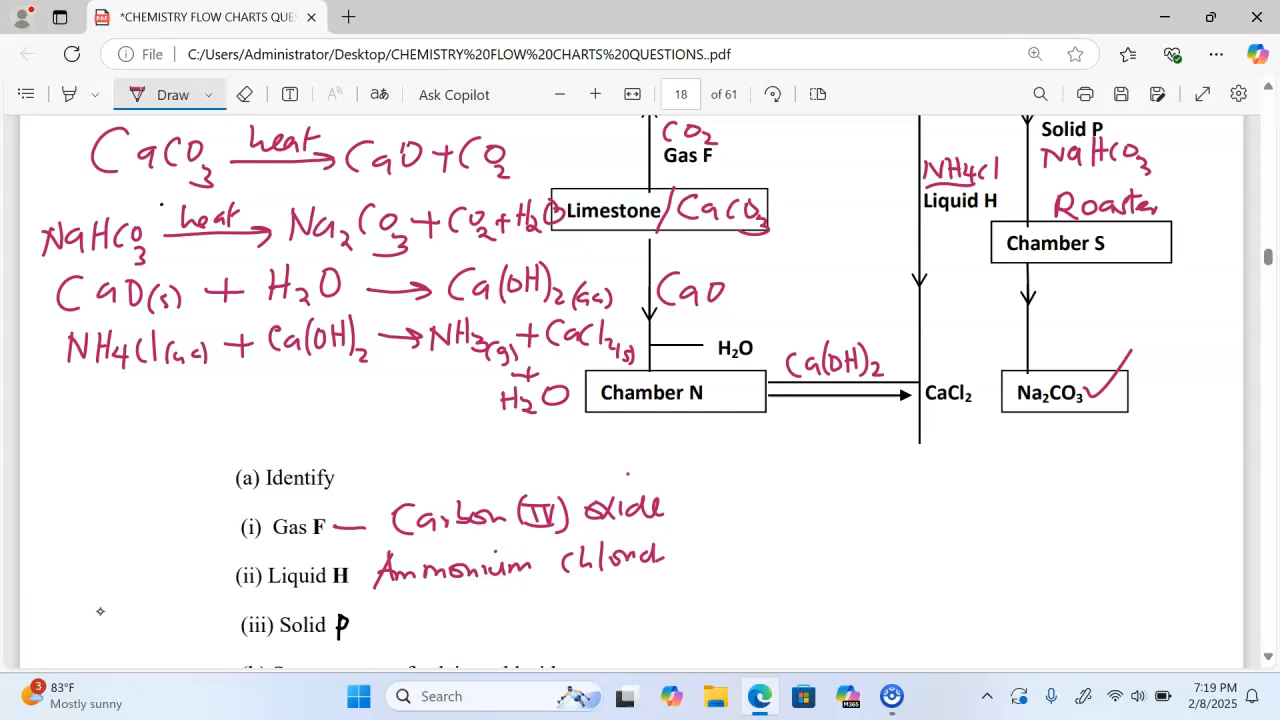 *CHEMISTRY FLOW CHARTS QUES
File C:/Users/Administrator/Desktop/CHEMISTRY%20FLOW%20CHARTS%20QUESTIONS..pdf
Draw Ask Copilot 18 of 61
CaCO3 heat → CaO + CO2
NaHCO3 heat → Na2CO3 + CO2 + H2O
CaO(s) + H2O → Ca(OH)2(aq)
NH4Cl(aq) + Ca(OH)2 → NH3(g) + CaCl2(s)
+
H2O
CO2
Gas F
Limestone/CaCO3
CaO
H2O
Chamber N
Ca(OH)2
NH4Cl
Liquid H
CaCl2
Solid P
NaHCO3
Roaster
Chamber S
Na2CO3
(a) Identify
(i) Gas F — Carbon (IV) oxide
(ii) Liquid H Ammonium chlorid
(iii) Solid P
83°F
Mostly sunny
3
Search
M365
7:19 PM
2/8/2025